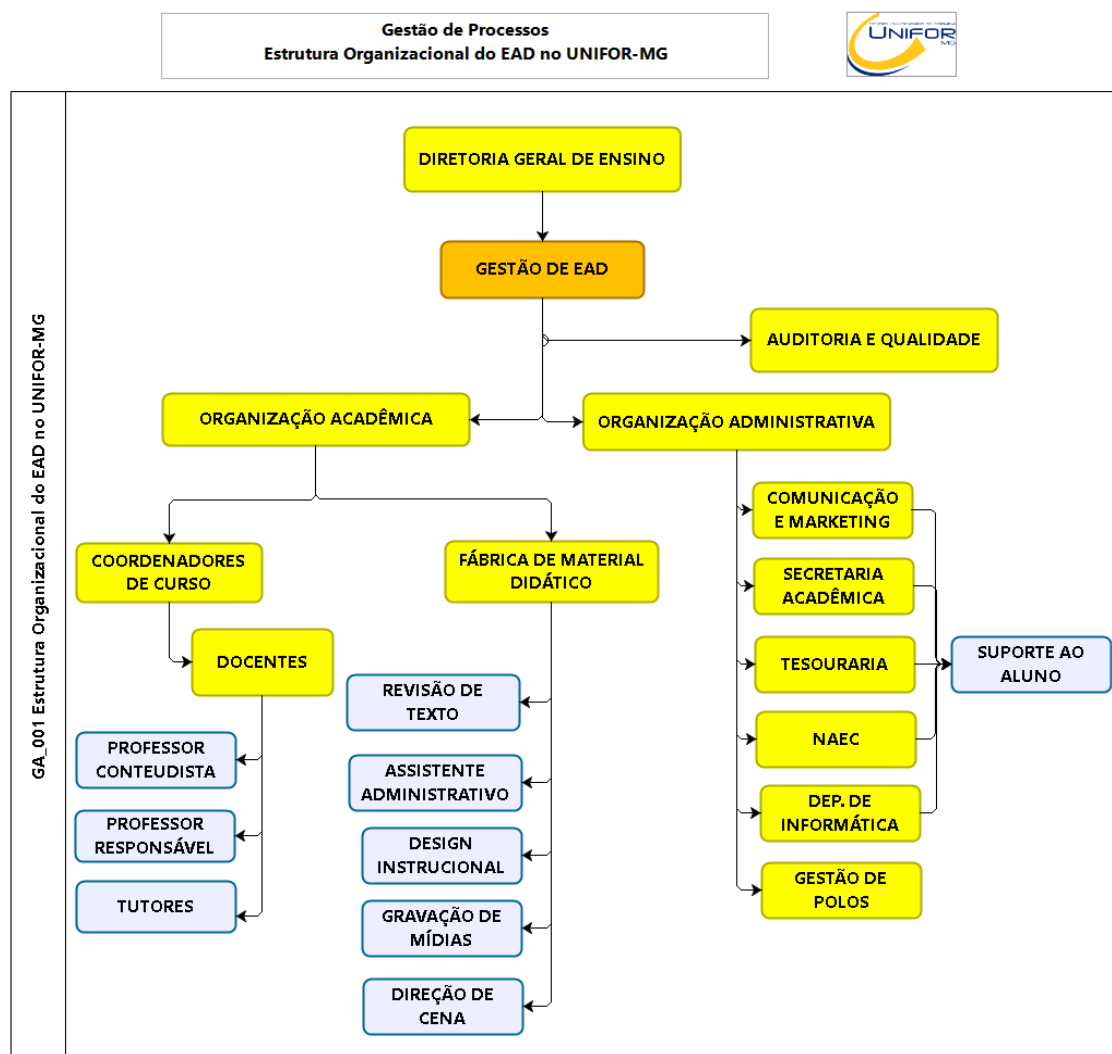 Gestão de Processos
Estrutura Organizacional do EAD no UNIFOR-MG
UNIFOR
MG
GA_001 Estrutura Organizacional do EAD no UNIFOR-MG
DIRETORIA GERAL DE ENSINO
GESTÃO DE EAD
AUDITORIA E QUALIDADE
ORGANIZAÇÃO ACADÊMICA
ORGANIZAÇÃO ADMINISTRATIVA
COORDENADORES
DE CURSO
DOCENTES
PROFESSOR
CONTEUDISTA
PROFESSOR
RESPONSÁVEL
TUTORES
FÁBRICA DE MATERIAL
DIDÁTICO
REVISÃO DE
TEXTO
ASSISTENTE
ADMINISTRATIVO
DESIGN
INSTRUCIONAL
GRAVAÇÃO DE
MÍDIAS
DIREÇÃO DE
CENA
COMUNICAÇÃO
E MARKETING
SECRETARIA
ACADÊMICA
TESOURARIA
NAEC
DEP. DE
INFORMÁTICA
GESTÃO DE
POLOS
SUPORTE AO
ALUNO